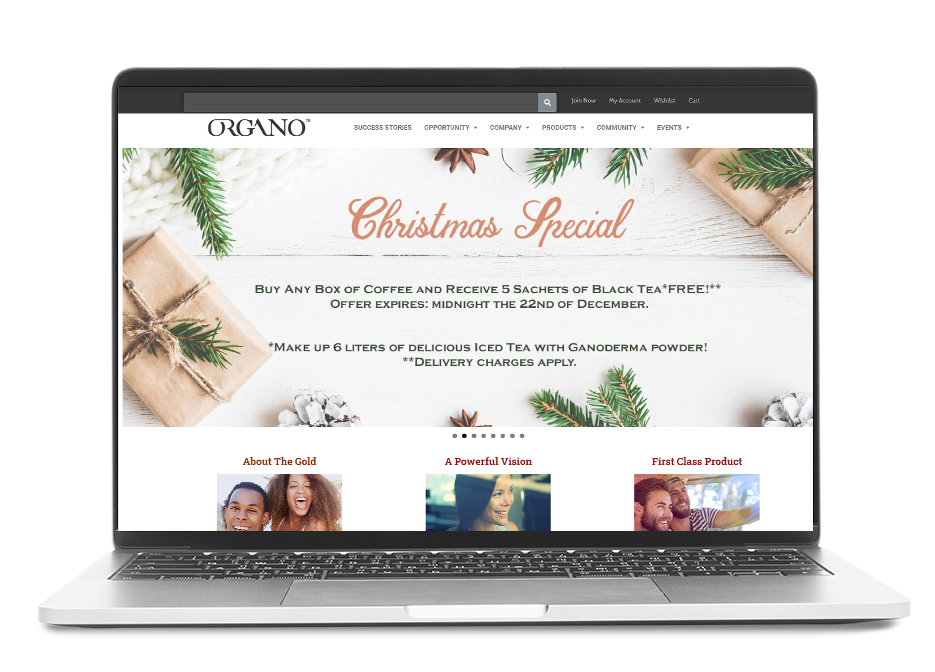 Join Now My Account Wishlist Cart
ORGANO™
SUCCESS STORIES OPPORTUNITY COMPANY PRODUCTS COMMUNITY EVENTS
Christmas Special
Buy Any Box of Coffee and Receive 5 Sachets of Black Tea*FREE!**
Offer expires: midnight the 22nd of December.
*Make up 6 liters of delicious Iced Tea with Ganoderma powder!
**Delivery charges apply.
About The Gold A Powerful Vision First Class Product